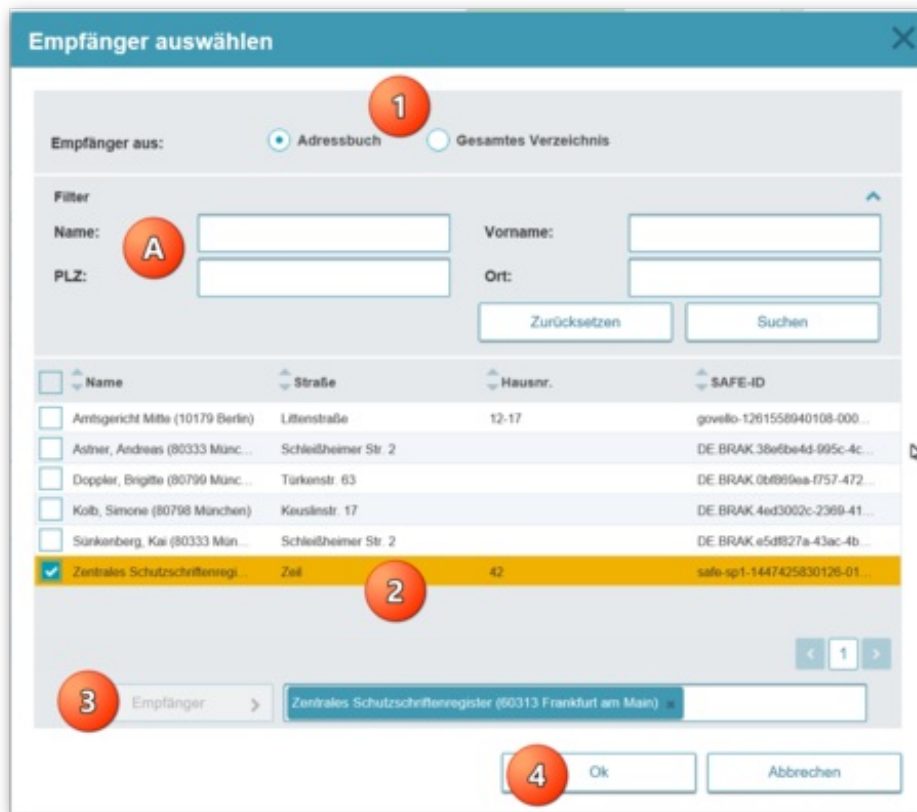 Empfänger auswählen
1
Empfänger aus: Adressbuch Gesamtes Verzeichnis
Filter
Name: Vorname:
A
PLZ: Ort:
Zurücksetzen Suchen
Name Straße Hausnr. SAFE-ID
Amtsgericht Mitte (10179 Berlin) Littenstraße 12-17 govello-1261558940108-000...
Astner, Andreas (80333 Münc... Schleißheimer Str. 2 DE.BRAK.38e6be4d-995c-4c...
Doppler, Brigitte (80799 Münc... Türkenstr. 63 DE.BRAK.0bf869ea-f757-472...
Kolb, Simone (80798 München) Keuslinstr. 17 DE.BRAK.4ed3002c-2369-41...
Sünkenberg, Kai (80333 Mün... Schleißheimer Str. 2 DE.BRAK.e5df827a-43ac-4b...
Zentrales Schutzschriftenregi... Zeil 42 safe-sp1-1447425830126-01...
2
< 1 >
3 Empfänger > Zentrales Schutzschriftenregister (60313 Frankfurt am Main) ×
4 Ok Abbrechen